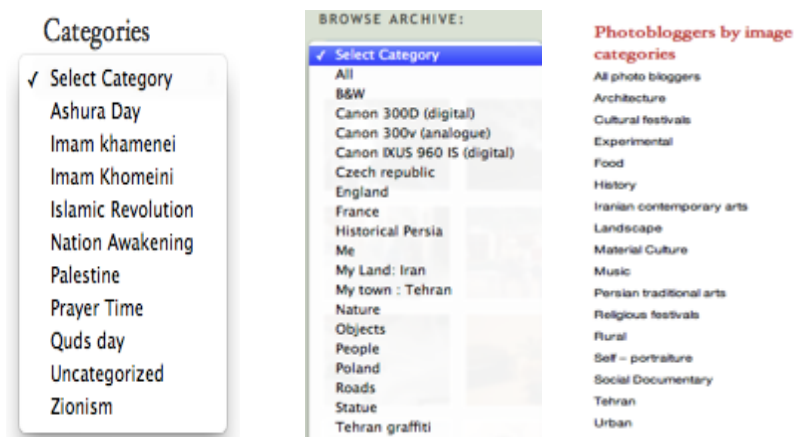 Categories
✓ Select Category
Ashura Day
Imam khamenei
Imam Khomeini
Islamic Revolution
Nation Awakening
Palestine
Prayer Time
Quds day
Uncategorized
Zionism
BROWSE ARCHIVE:
✓ Select Category
All
B&W
Canon 300D (digital)
Canon 300v (analogue)
Canon IXUS 960 IS (digital)
Czech republic
England
France
Historical Persia
Me
My Land: Iran
My town : Tehran
Nature
Objects
People
Poland
Roads
Statue
Tehran graffiti
Photobloggers by image
categories
All photo bloggers
Architecture
Cultural festivals
Experimental
Food
History
Iranian contemporary arts
Landscape
Material Culture
Music
Persian traditional arts
Religious festivals
Rural
Self – portraiture
Social Documentary
Tehran
Urban